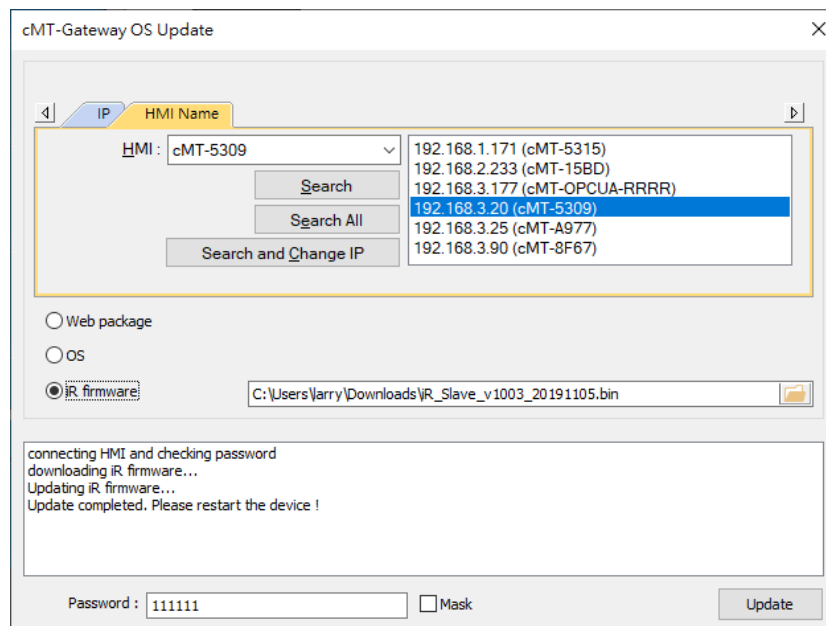 cMT-Gateway OS Update
IP
HMI Name
HMI :
cMT-5309
Search
Search All
Search and Change IP
192.168.1.171 (cMT-5315)
192.168.2.233 (cMT-15BD)
192.168.3.177 (cMT-OPCUA-RRRR)
192.168.3.20 (cMT-5309)
192.168.3.25 (cMT-A977)
192.168.3.90 (cMT-8F67)
Web package
OS
iR firmware
C:\Users\larry\Downloads\iR_Slave_v1003_20191105.bin
connecting HMI and checking password
downloading iR firmware...
Updating iR firmware...
Update completed. Please restart the device !
Password :
111111
Mask
Update